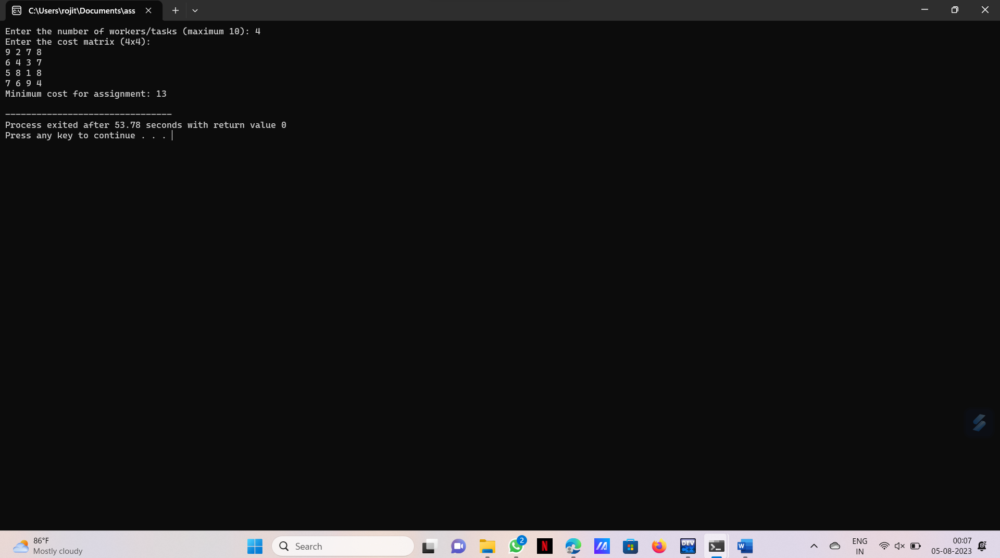 C:\Users\rojit\Documents\ass
Enter the number of workers/tasks (maximum 10): 4
Enter the cost matrix (4x4):
9 2 7 8
6 4 3 7
5 8 1 8
7 6 9 4
Minimum cost for assignment: 13
--------------------------------
Process exited after 53.78 seconds with return value 0
Press any key to continue . . .
86°F
Mostly cloudy
Search
2
N
DEV
C++
W
ENG
IN
00:07
05-08-2023